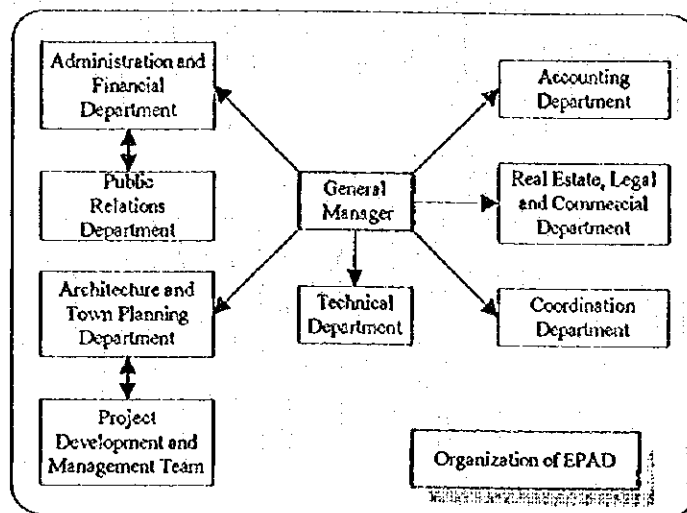 Administration and
Financial
Department
Accounting
Department
Public
Relations
Department
General
Manager
Real Estate, Legal
and Commercial
Department
Architecture and
Town Planning
Department
Technical
Department
Coordination
Department
Project
Development and
Management Team
Organization of EPAD